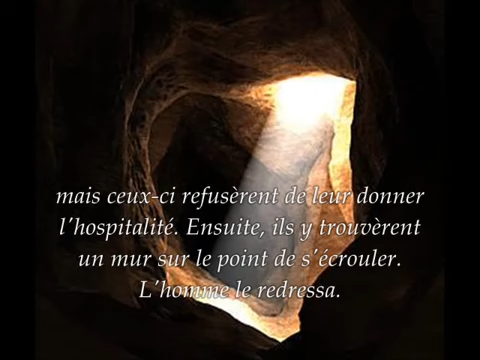 mais ceux-ci refusèrent de leur donner
l'hospitalité. Ensuite, ils y trouvèrent
un mur sur le point de s'écrouler.
L'homme le redressa.